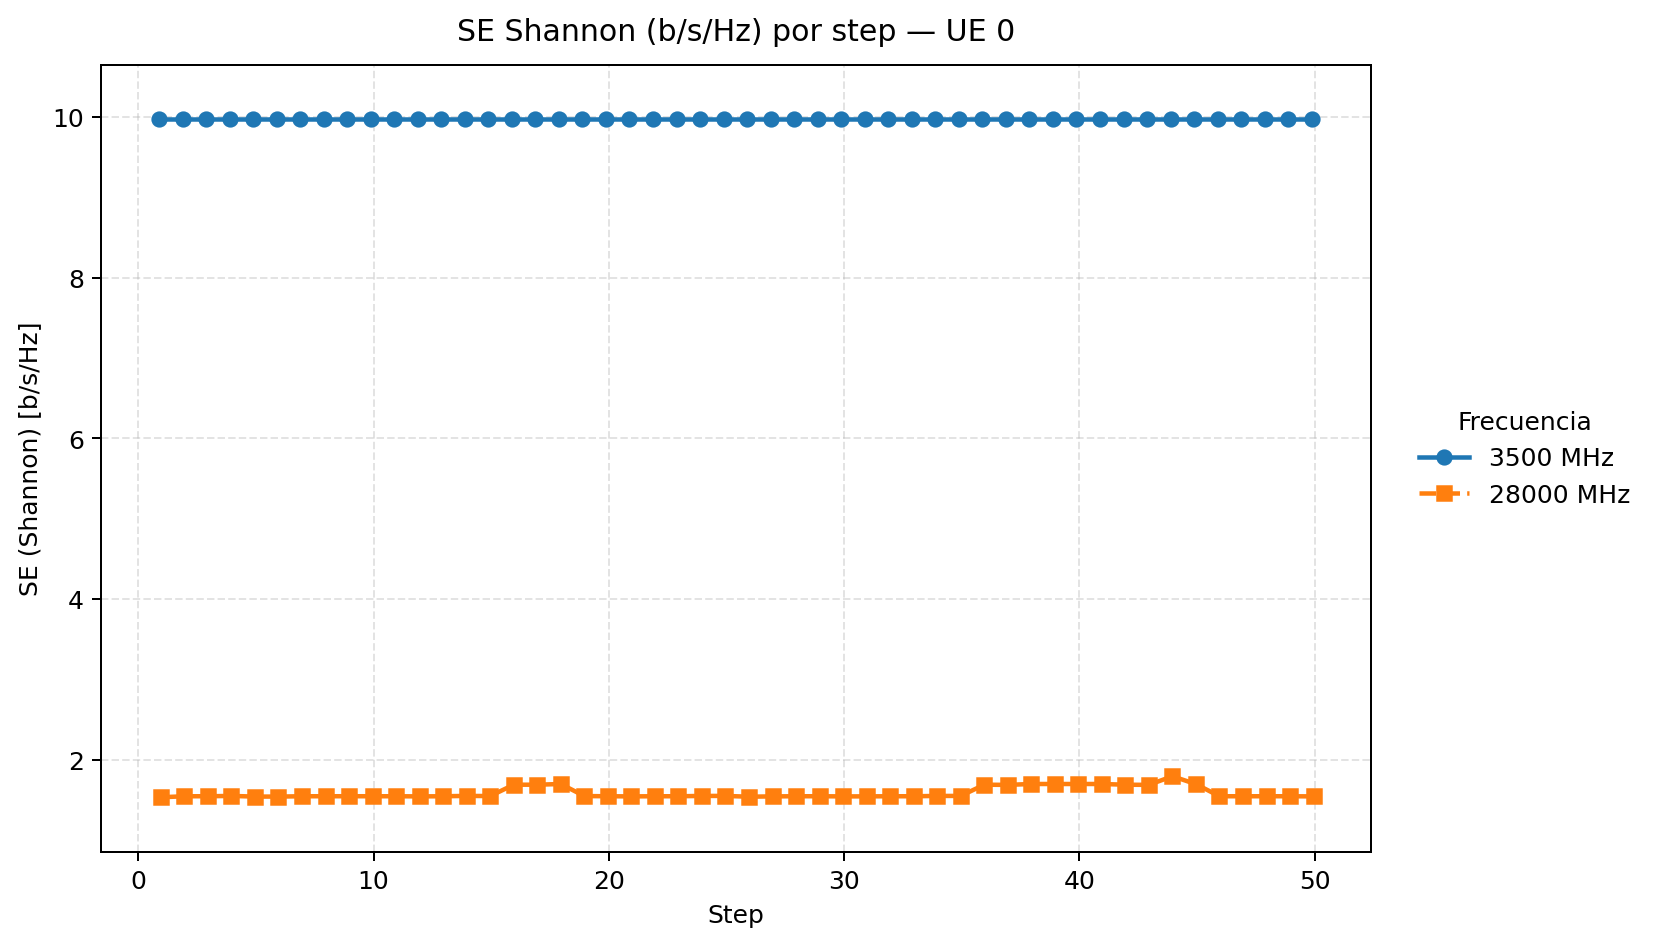 SE Shannon (b/s/Hz) por step — UE 0
SE (Shannon) [b/s/Hz]
10
8
6
4
2
0
10
20
30
40
50
Step
Frecuencia
3500 MHz
28000 MHz